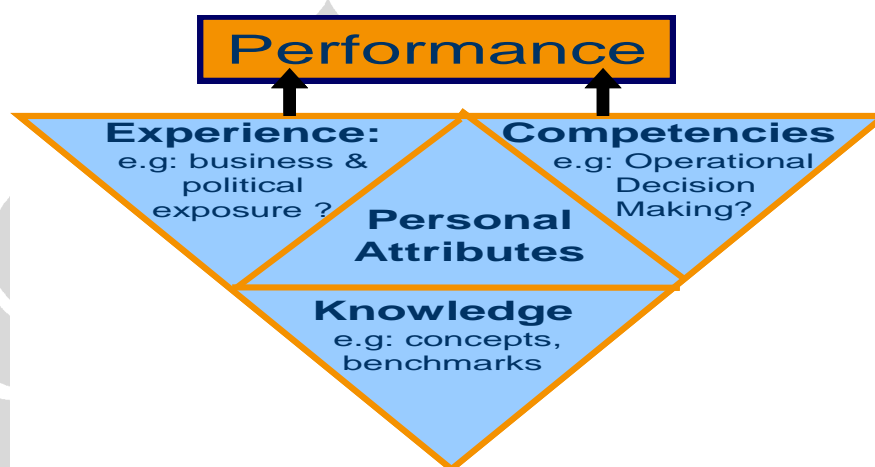 Performance
Experience:
e.g: business &
political
exposure ?
Competencies
e.g: Operational
Decision
Making?
Personal
Attributes
Knowledge
e.g: concepts,
benchmarks